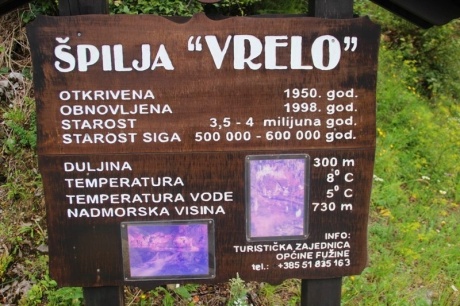 ŠPILJA "VRELO"
OTKRIVENA 1950. god.
OBNOVLJENA 1998. god.
STAROST 3,5 - 4 milijuna god.
STAROST SIGA 500 000 - 600 000 god.
DULJINA 300 m
TEMPERATURA 8°C
TEMPERATURA VODE 5°C
NADMORSKA VISINA 730 m
INFO:
TURISTIČKA ZAJEDNICA
OPĆINE FUŽINE
tel.: +385 51 835 163